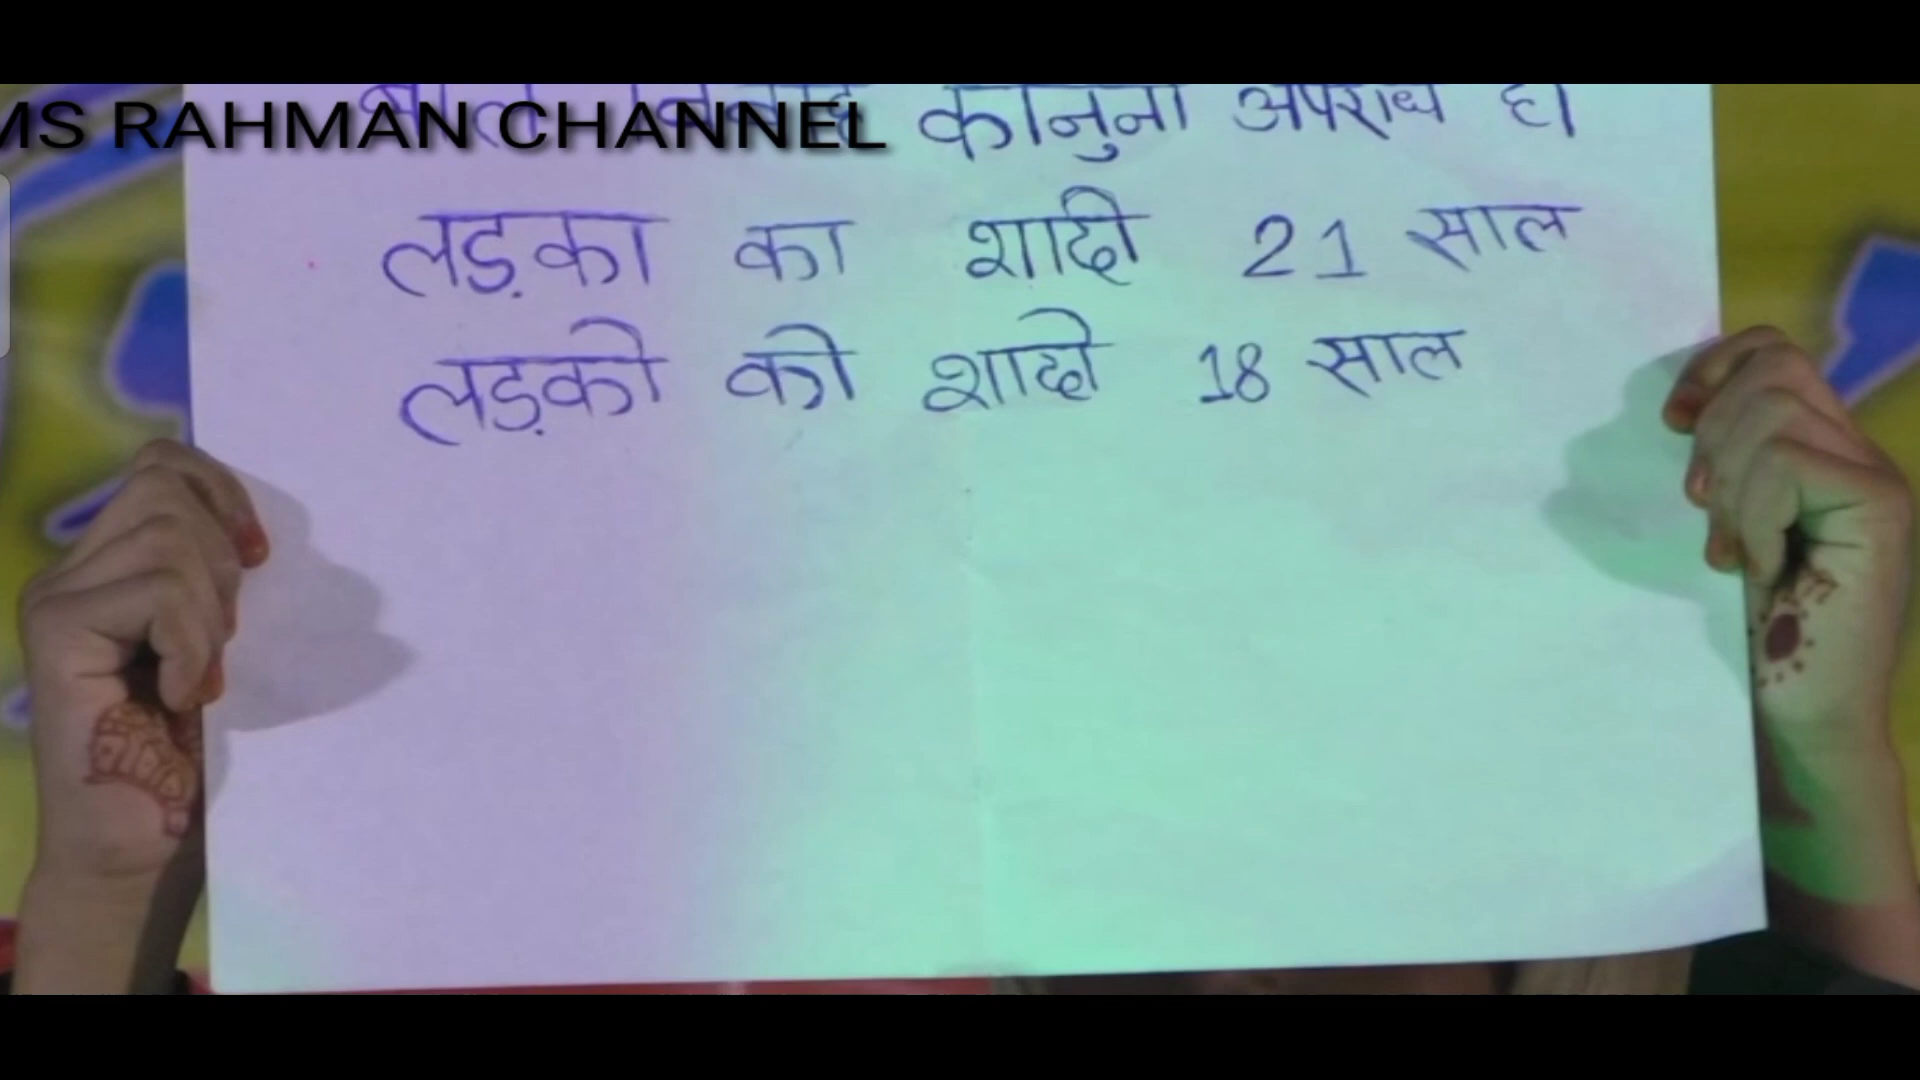 MS RAHMAN CHANNEL
बाल विवाह कानुना अपराध है।
लड़का का शादी 21 साल
लड़की की शादी 18 साल